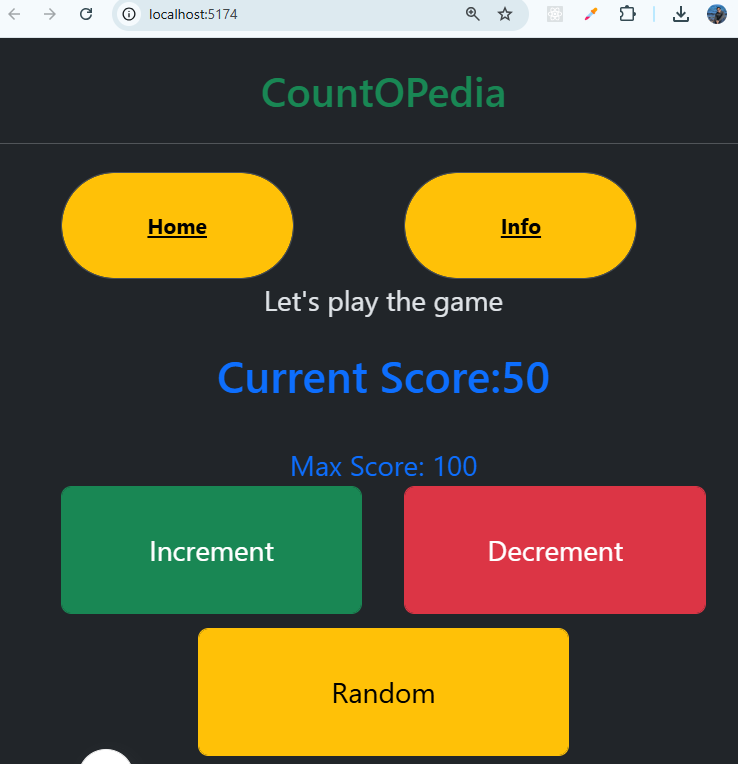 localhost:5174
CountOPedia
Home Info
Let's play the game
Current Score:50
Max Score: 100
Increment Decrement
Random